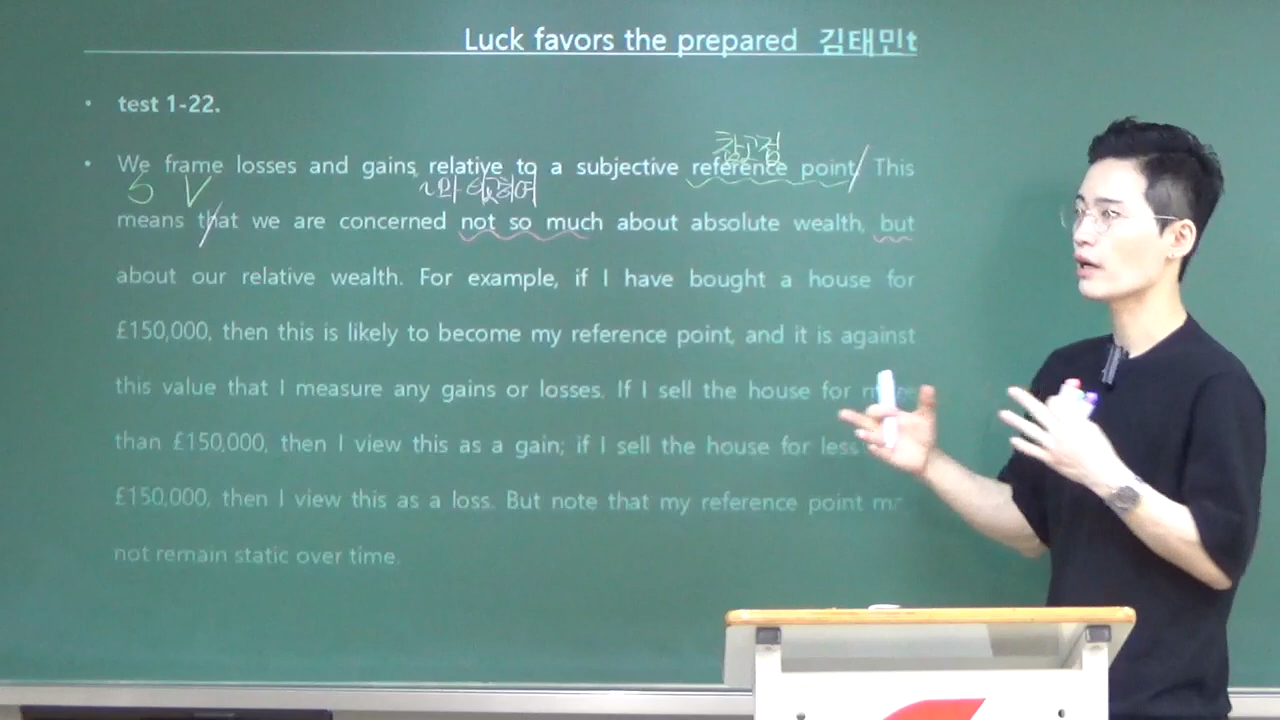 Luck favors the prepared 김태민t
• test 1-22.
참고점
• We frame losses and gains relative to a subjective reference point. This
S V ~와 비교하여
means that we are concerned not so much about absolute wealth, but
about our relative wealth. For example, if I have bought a house for
£150,000, then this is likely to become my reference point, and it is against
this value that I measure any gains or losses. If I sell the house for
than £150,000, then I view this as a gain; if I sell the house for less
£150,000, then I view this as a loss. But note that my reference point
not remain static over time.